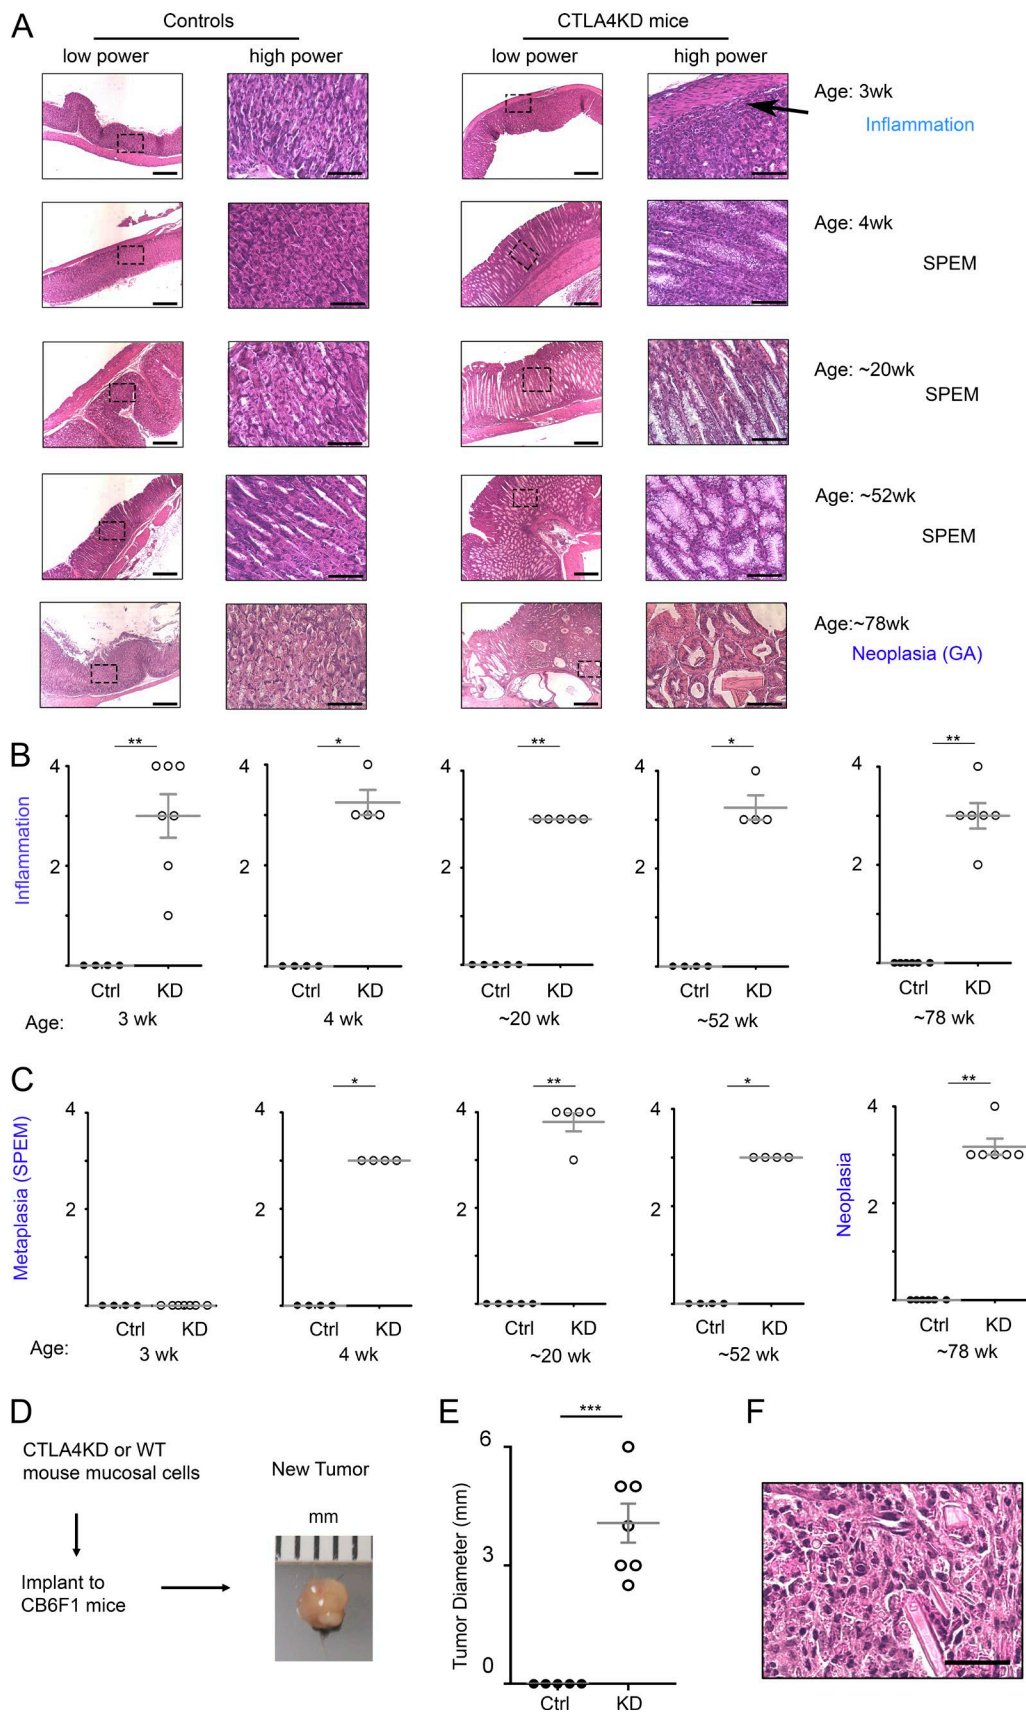 A
Controls
CTLA4KD mice
low power
high power
low power
high power
Age: 3wk
Inflammation
Age: 4wk
SPEM
Age: ~20wk
SPEM
Age: ~52wk
SPEM
Age:~78wk
Neoplasia (GA)
B
Inflammation
** * ** * **
4 4 4 4 4
2 2 2 2 2
Ctrl KD Ctrl KD Ctrl KD Ctrl KD Ctrl KD
Age: 3 wk 4 wk ~20 wk ~52 wk ~78 wk
C
Metaplasia (SPEM)
Neoplasia
* ** * **
4 4 4 4 4
2 2 2 2 2
Ctrl KD Ctrl KD Ctrl KD Ctrl KD Ctrl KD
Age: 3 wk 4 wk ~20 wk ~52 wk ~78 wk
D
CTLA4KD or WT
mouse mucosal cells
Implant to
CB6F1 mice
New Tumor
mm
E
***
Tumor Diameter (mm)
6
3
0
Ctrl KD
F